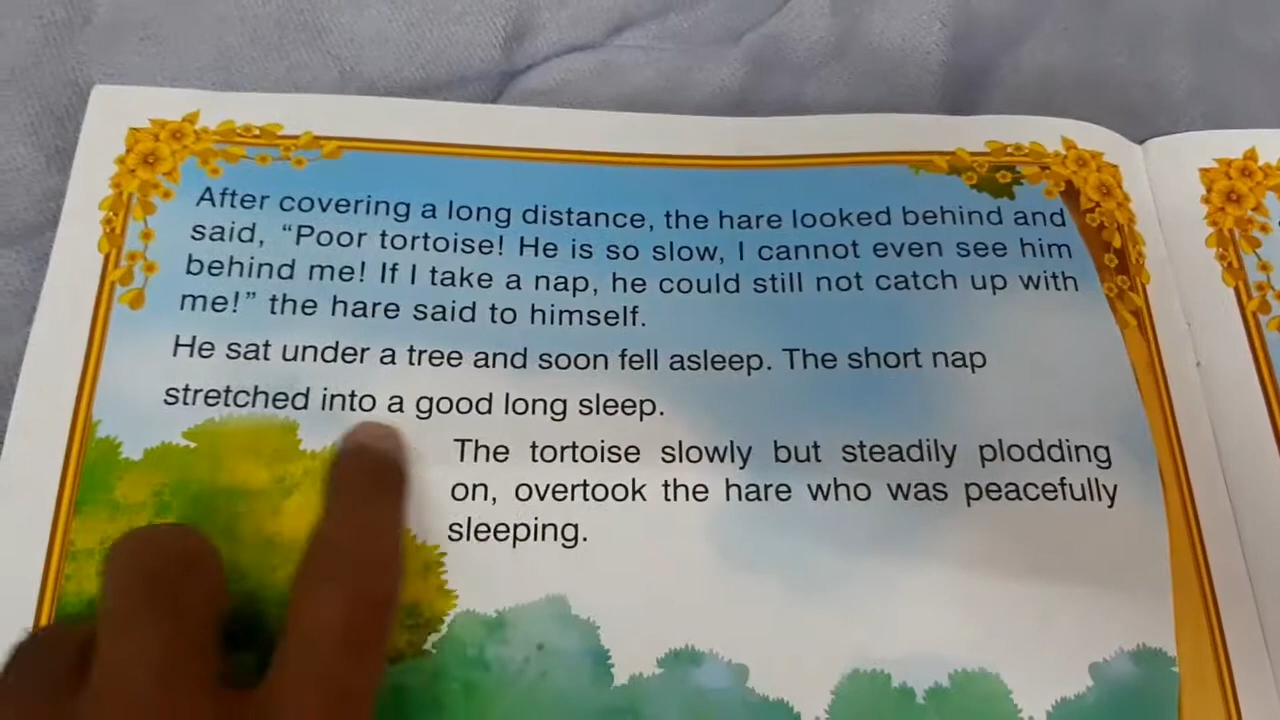 After covering a long distance, the hare looked behind and
said, “Poor tortoise! He is so slow, I cannot even see him
behind me! If I take a nap, he could still not catch up with
me!” the hare said to himself.
He sat under a tree and soon fell asleep. The short nap
stretched into a good long sleep.
The tortoise slowly but steadily plodding
on, overtook the hare who was peacefully
sleeping.